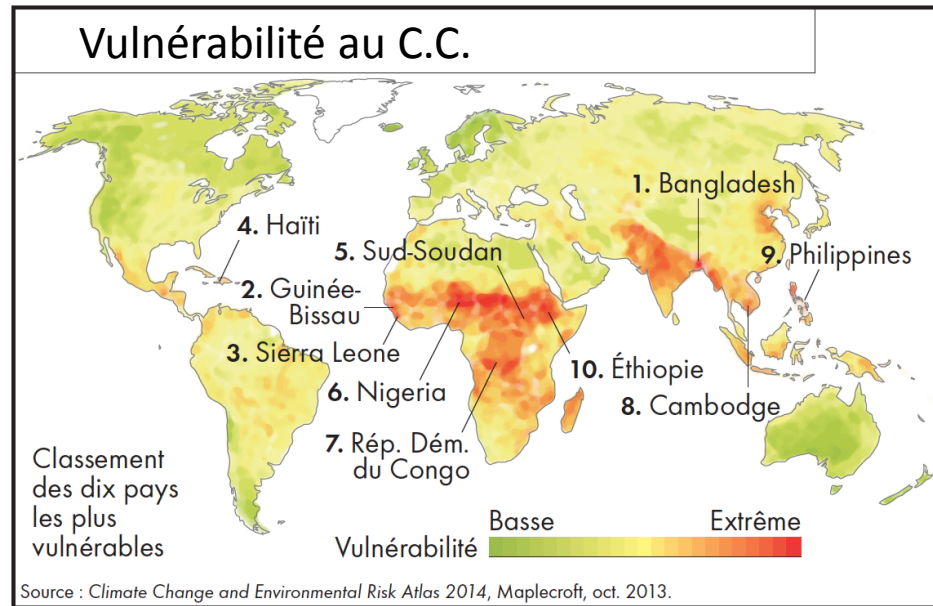 Vulnérabilité au C.C.
1. Bangladesh
4. Haïti
5. Sud-Soudan
9. Philippines
2. Guinée-
Bissau
3. Sierra Leone
10. Éthiopie
6. Nigeria
8. Cambodge
7. Rép. Dém.
du Congo
Classement
des dix pays
les plus
vulnérables
Basse
Extrême
Vulnérabilité
Source : Climate Change and Environmental Risk Atlas 2014, Maplecroft, oct. 2013.